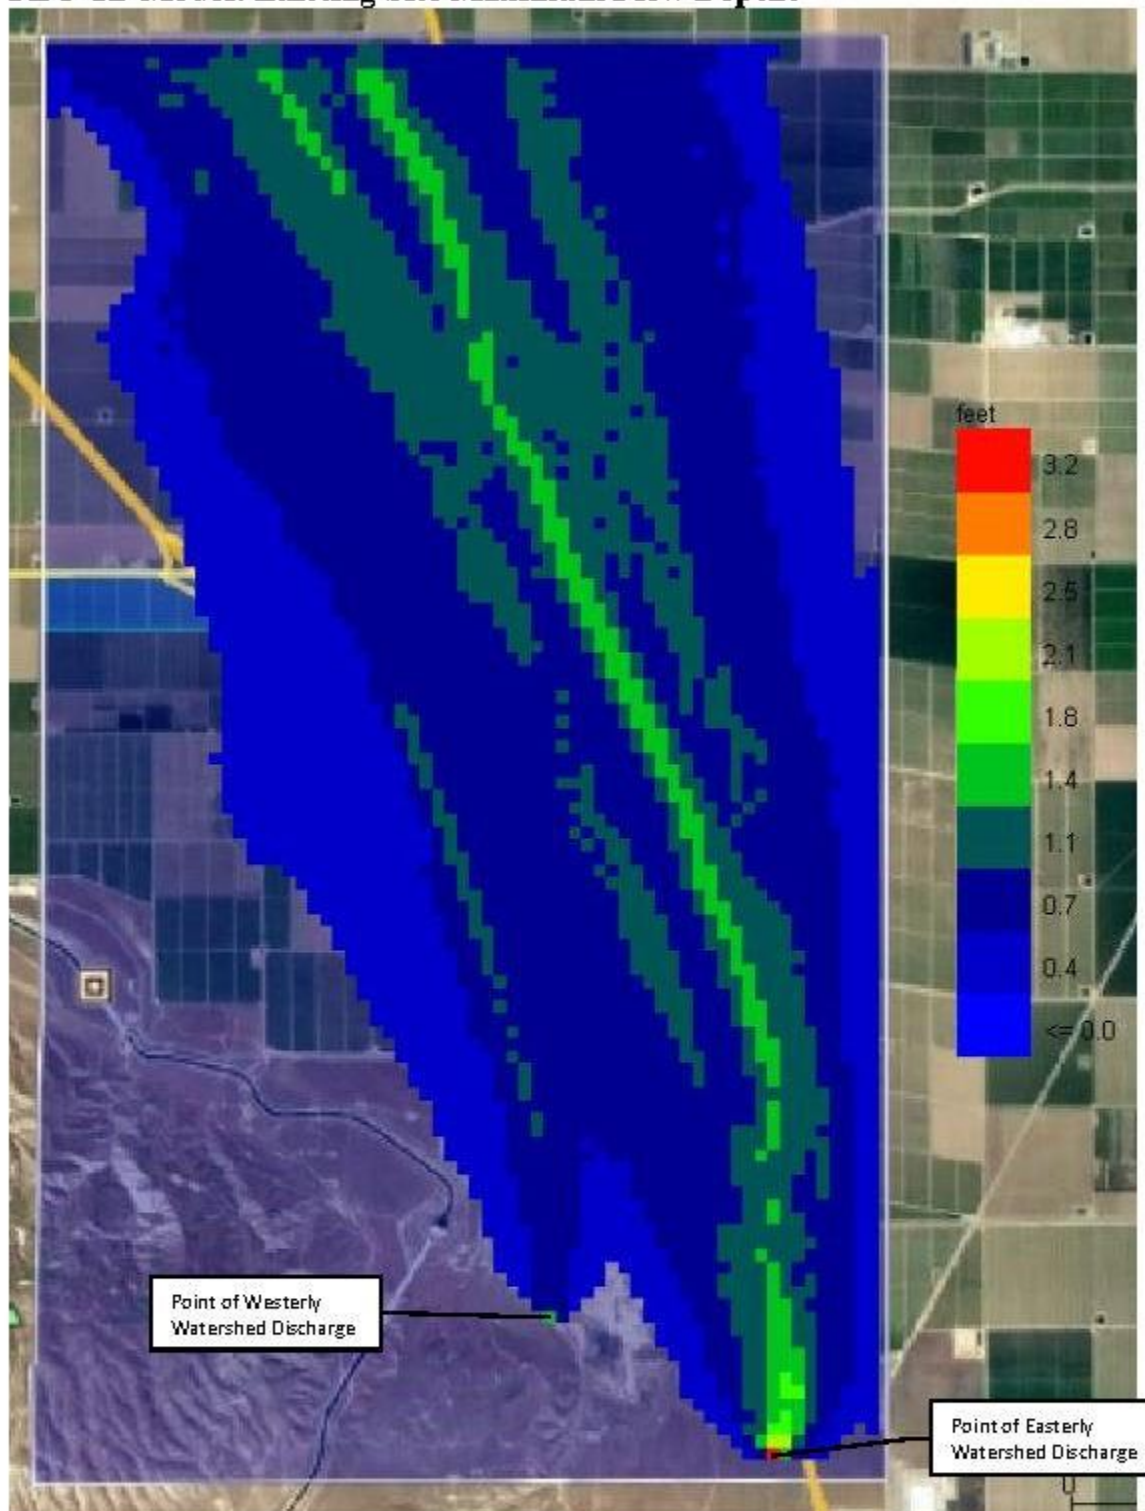 feet
3.2
2.8
2.5
2.1
1.8
1.4
1.1
0.7
0.4
<= 0.0
Point of Westerly
Watershed Discharge
Point of Easterly
Watershed Discharge
0